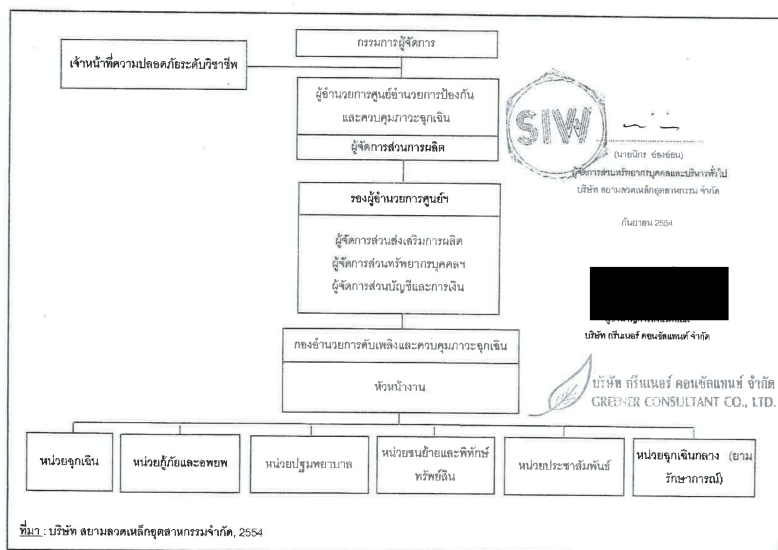 กรรมการผู้จัดการ
เจ้าหน้าที่ความปลอดภัยระดับวิชาชีพ
ผู้อำนวยการศูนย์อำนวยการป้องกัน
และควบคุมภาวะฉุกเฉิน
ผู้จัดการส่วนการผลิต
รองผู้อำนวยการศูนย์ฯ
ผู้จัดการส่วนส่งเสริมการผลิต
ผู้จัดการส่วนทรัพยากรบุคคลฯ
ผู้จัดการส่วนบัญชีและการเงิน
กองอำนวยการดับเพลิงและควบคุมภาวะฉุกเฉิน
หัวหน้างาน
หน่วยฉุกเฉิน
หน่วยกู้ภัยและอพยพ
หน่วยปฐมพยาบาล
หน่วยขนย้ายและพิทักษ์
ทรัพย์สิน
หน่วยประชาสัมพันธ์
หน่วยฉุกเฉินกลาง (ยาม
รักษาการณ์)
SIW
(นายนิกร
ผู้จัดการส่วนทรัพยากรบุคคลและบริหารทั่วไป
บริษัท สยามลวดเหล็กอุตสาหกรรม จำกัด
กันยายน 2554
บริษัท กรีนเนอร์ คอนซัลแทนท์ จำกัด
บริษัท กรีนเนอร์ คอนซัลแทนท์ จำกัด
GREENER CONSULTANT CO., LTD.
ที่มา : บริษัท สยามลวดเหล็กอุตสาหกรรมจำกัด, 2554